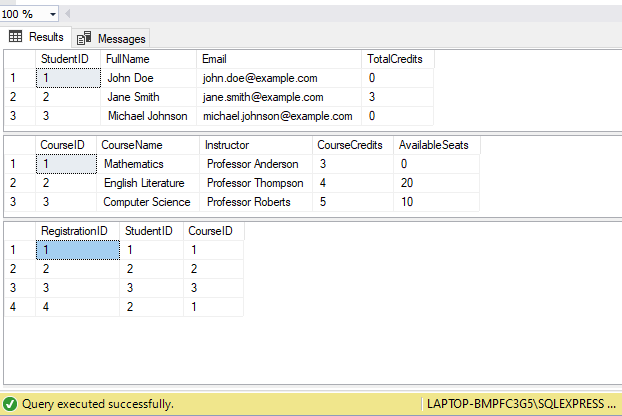 100 %
Results Messages
StudentID FullName Email TotalCredits
1 1 John Doe john.doe@example.com 0
2 2 Jane Smith jane.smith@example.com 3
3 3 Michael Johnson michael.johnson@example.com 0
CourseID CourseName Instructor CourseCredits AvailableSeats
1 1 Mathematics Professor Anderson 3 0
2 2 English Literature Professor Thompson 4 20
3 3 Computer Science Professor Roberts 5 10
RegistrationID StudentID CourseID
1 1 1 1
2 2 2 2
3 3 3 3
4 4 2 1
Query executed successfully. LAPTOP-BMPFC3G5\SQLEXPRESS ...